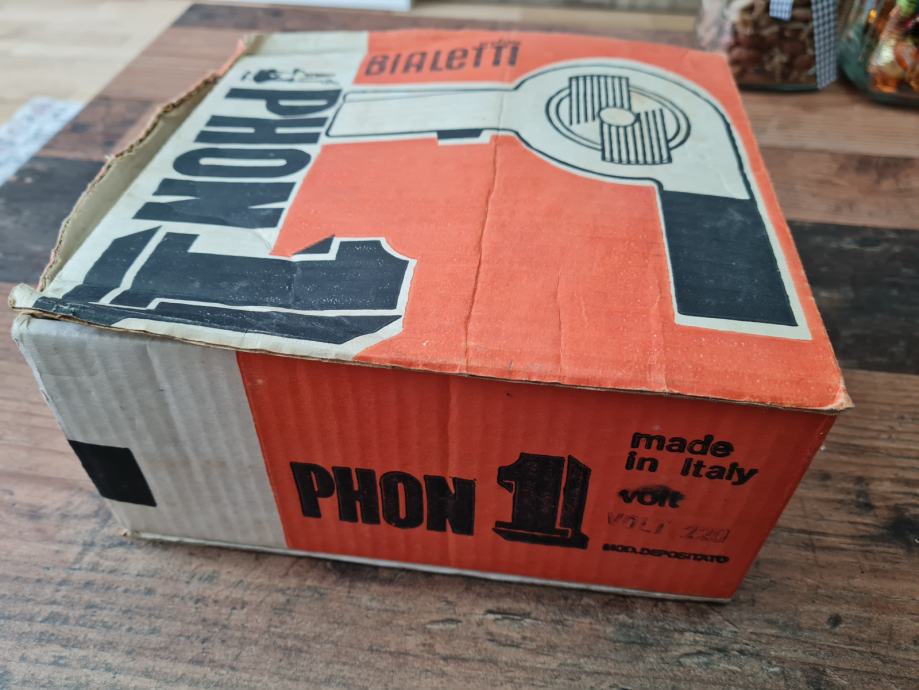 BIALETTI
PHON
1
PHON 1
made
in Italy
volt
VOLT 220
MOD.DEPOSITATO